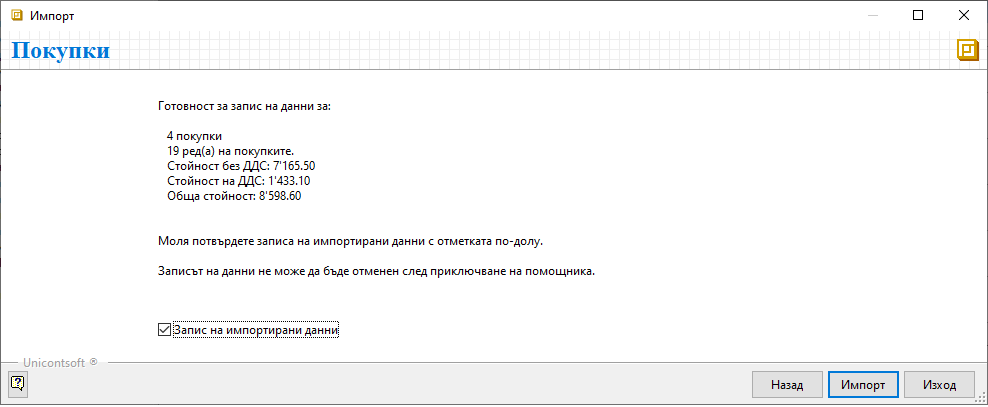 Импорт
Покупки
Готовност за запис на данни за:
4 покупки
19 ред(а) на покупките.
Стойност без ДДС: 7'165.50
Стойност на ДДС: 1'433.10
Обща стойност: 8'598.60
Моля потвърдете записа на импортирани данни с отметката по-долу.
Записът на данни не може да бъде отменен след приключване на помощника.
Запис на импортирани данни
Unicontsoft ®
Назад Импорт Изход